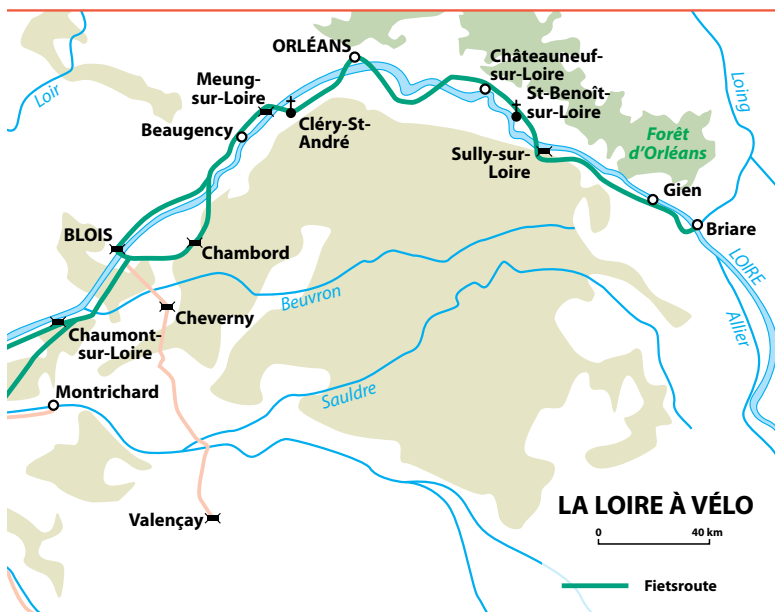 ORLÉANS
Châteauneuf-
sur-Loire
St-Benoît-
sur-Loire
Loing
Loir
Meung-
sur-Loire
Beaugency
Cléry-St-
André
Forêt
d'Orléans
Sully-sur-
Loire
Gien
Briare
BLOIS
Chambord
LOIRE
Beuvron
Allier
Cheverny
Chaumont-
sur-Loire
Montrichard
Sauldre
Valençay
LA LOIRE À VÉLO
0 40 km
Fietsroute